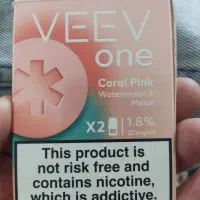 VEEV
one
Coral Pink
Watermelon &
Melon
X2 1.8%
20mg/ml
This product is
not risk free and
contains nicotine,
which is addictive.